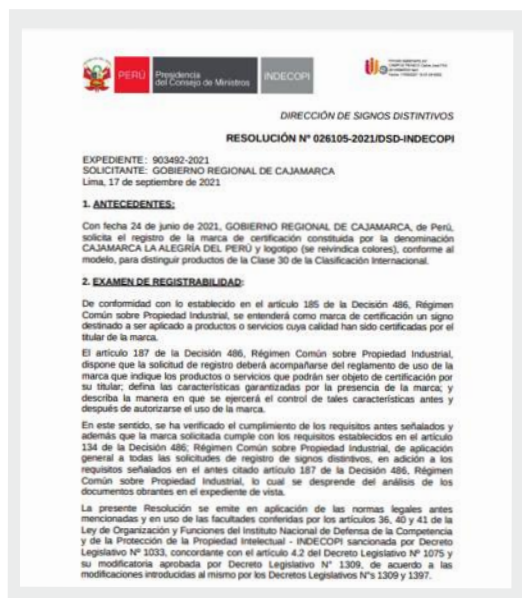 PERÚ
Presidencia
del Consejo de Ministros
INDECOPI
DIRECCIÓN DE SIGNOS DISTINTIVOS
RESOLUCIÓN N° 026105-2021/DSD-INDECOPI
EXPEDIENTE : 903492-2021
SOLICITANTE: GOBIERNO REGIONAL DE CAJAMARCA
Lima, 17 de septiembre de 2021
1. ANTECEDENTES:
Con fecha 24 de junio de 2021, GOBIERNO REGIONAL DE CAJAMARCA, de Perú,
solicita el registro de la marca de certificación constituida por la denominación
CAJAMARCA LA ALEGRÍA DEL PERÚ y logotipo (se reivindica colores), conforme al
modelo, para distinguir productos de la Clase 30 de la Clasificación Internacional.
2. EXAMEN DE REGISTRABILIDAD:
De conformidad con lo establecido en el artículo 185 de la Decisión 486, Régimen
Común sobre Propiedad Industrial, se entenderá como marca de certificación un signo
destinado a ser aplicado a productos o servicios cuya calidad han sido certificadas por el
titular de la marca.
El artículo 187 de la Decisión 486, Régimen Común sobre Propiedad Industrial,
dispone que la solicitud de registro deberá acompañarse del reglamento de uso de la
marca que indique los productos o servicios que podrán ser objeto de certificación por
su titular; defina las características garantizadas por la presencia de la marca; y
describa la manera en que se ejercerá el control de tales características antes y
después de autorizarse el uso de la marca.
En este sentido, se ha verificado el cumplimiento de los requisitos antes señalados y
además que la marca solicitada cumple con los requisitos establecidos en el artículo
134 de la Decisión 486; Régimen Común sobre Propiedad Industrial, de aplicación
general a todas las solicitudes de registro de signos distintivos, en adición a los
requisitos señalados en el antes citado artículo 187 de la Decisión 486, Régimen
Común sobre Propiedad Industrial, lo cual se desprende del análisis de los
documentos obrantes en el expediente de vista.
La presente Resolución se emite en aplicación de las normas legales antes
mencionadas y en uso de las facultades conferidas por los artículos 36, 40 y 41 de la
Ley de Organización y Funciones del Instituto Nacional de Defensa de la Competencia
y de la Protección de la Propiedad Intelectual - INDECOPI sancionada por Decreto
Legislativo Nº 1033, concordante con el artículo 4.2 del Decreto Legislativo Nº 1075 y
su modificatoria aprobada por Decreto Legislativo N° 1309, de acuerdo a las
modificaciones introducidas al mismo por los Decretos Legislativos N°s 1309 y 1397.